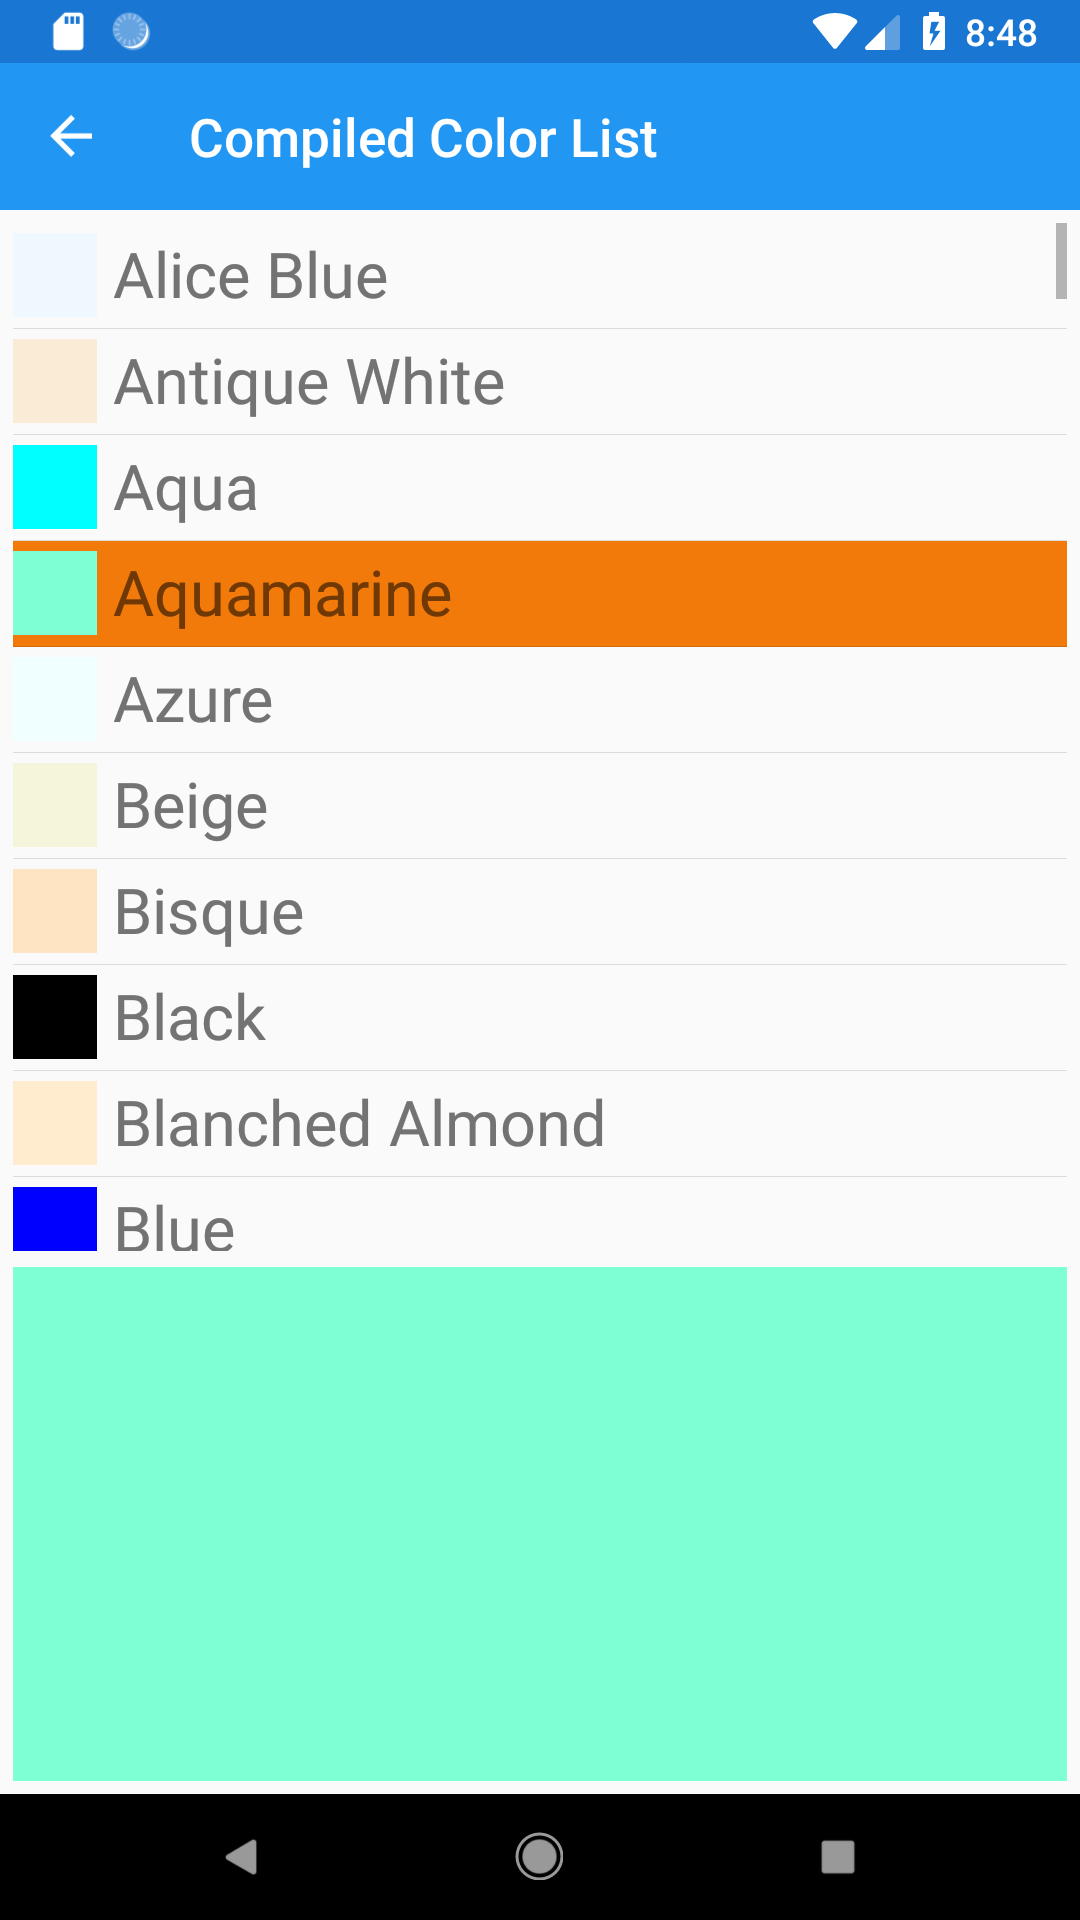 8:48
Compiled Color List
Alice Blue
Antique White
Aqua
Aquamarine
Azure
Beige
Bisque
Black
Blanched Almond
Blue